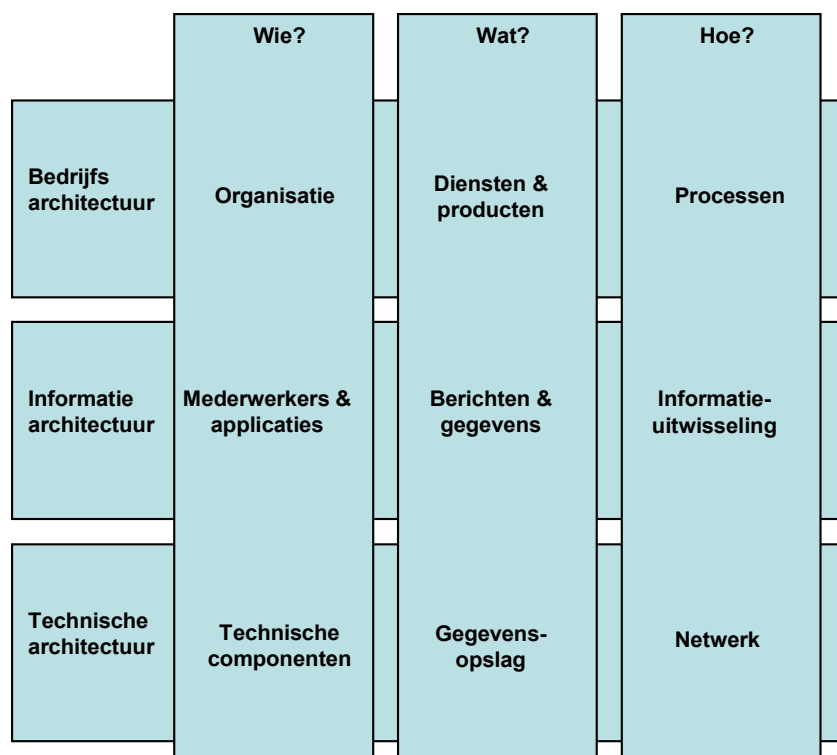 Wie? Wat? Hoe?
Bedrijfs
architectuur
Organisatie
Diensten &
producten
Processen
Informatie
architectuur
Mederwerkers &
applicaties
Berichten &
gegevens
Informatie-
uitwisseling
Technische
architectuur
Technische
componenten
Gegevens-
opslag
Netwerk